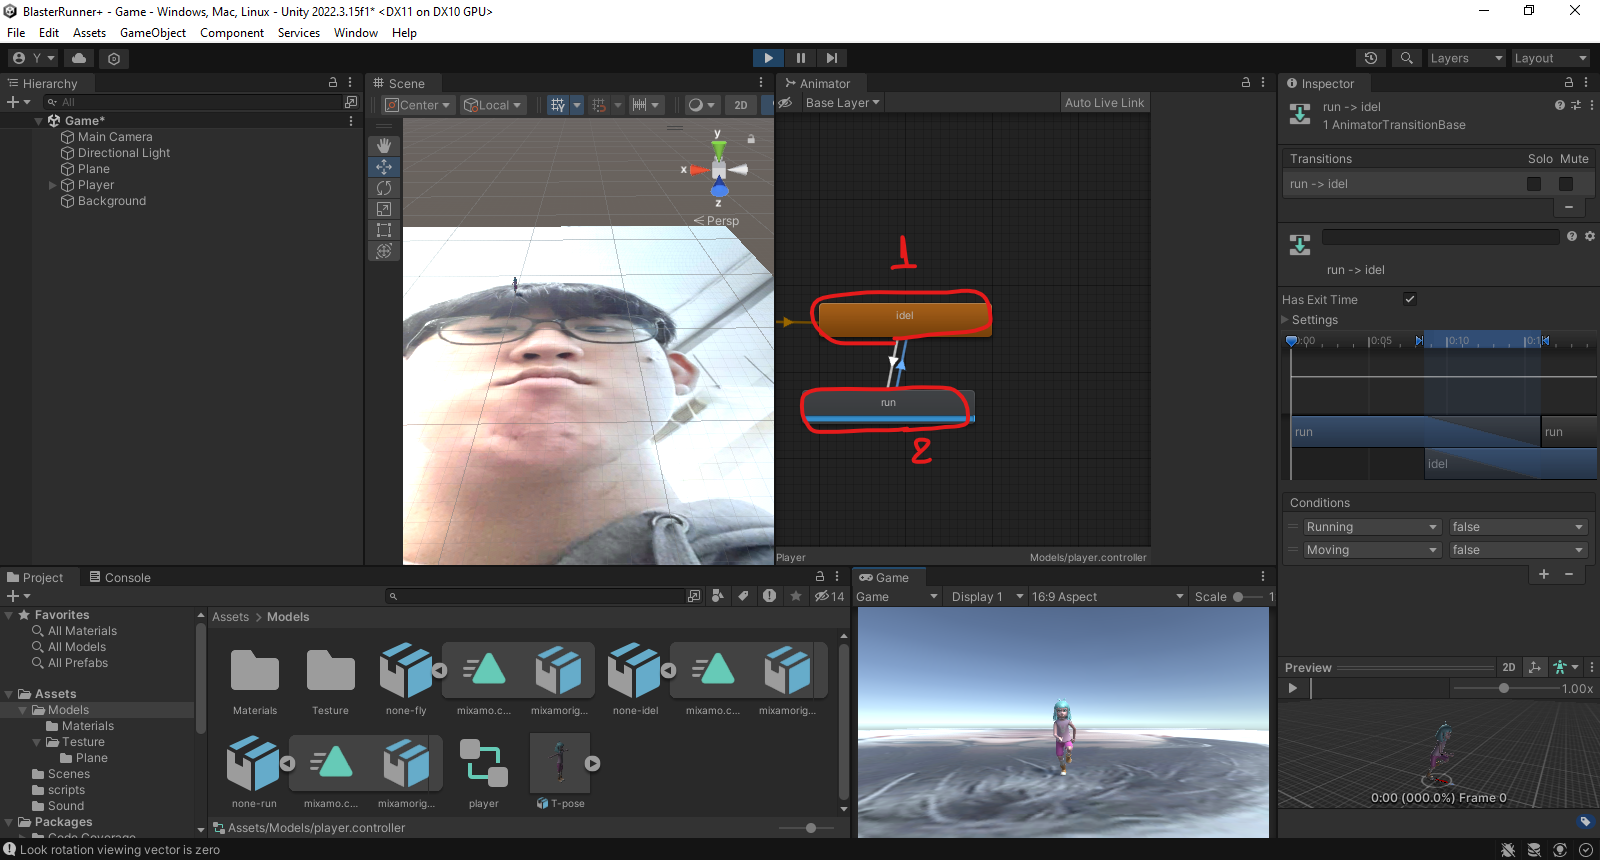 BlasterRunner+ - Game - Windows, Mac, Linux - Unity 2022.3.15f1* <DX11 on DX10 GPU>
File Edit Assets GameObject Component Services Window Help
Y Layers Layout
Hierarchy
All
Game*
Main Camera
Directional Light
Plane
Player
Background
Scene
Center Local 2D
y
x
z
Persp
Animator
Base Layer Auto Live Link
1
idel
run
2
Player Models/player.controller
Inspector
run -> idel
1 AnimatorTransitionBase
Transitions Solo Mute
run -> idel
run -> idel
Has Exit Time
Settings
0:05 0:10
run run
idel
Conditions
Running false
Moving false
Preview 2D
1.00x
0:00 (000.0%) Frame 0
Project Console
14
Favorites
All Materials
All Models
All Prefabs
Assets
Models
Materials
Testure
Plane
Scenes
scripts
Sound
Packages
Code Coverage
Assets > Models
Materials Testure none-fly mixamo.c... mixamorig... none-idel mixamo.c... mixamorig...
none-run mixamo.c... mixamorig... player T-pose
Assets/Models/player.controller
Game
Game Display 1 16:9 Aspect Scale 1
Look rotation viewing vector is zero